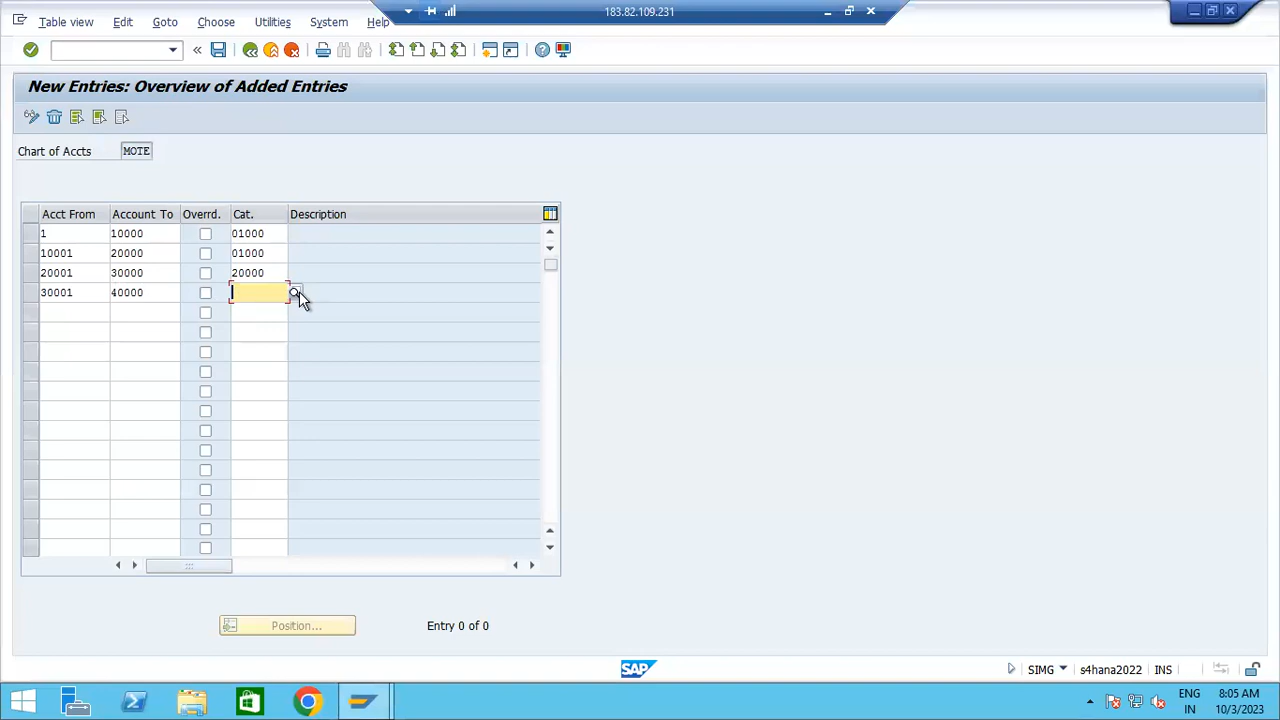 183.82.109.231
Table view Edit Goto Choose Utilities System Help
New Entries: Overview of Added Entries
Chart of Accts MOTE
Acct From Account To Overrd. Cat. Description
1 10000 01000
10001 20000 01000
20001 30000 20000
30001 40000
Position... Entry 0 of 0
SAP SIMG s4hana2022 INS
ENG 8:05 AM
IN 10/3/2023